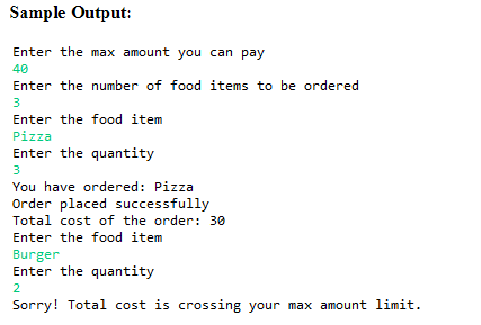 Sample Output:
Enter the max amount you can pay
40
Enter the number of food items to be ordered
3
Enter the food item
Pizza
Enter the quantity
3
You have ordered: Pizza
Order placed successfully
Total cost of the order: 30
Enter the food item
Burger
Enter the quantity
2
Sorry! Total cost is crossing your max amount limit.